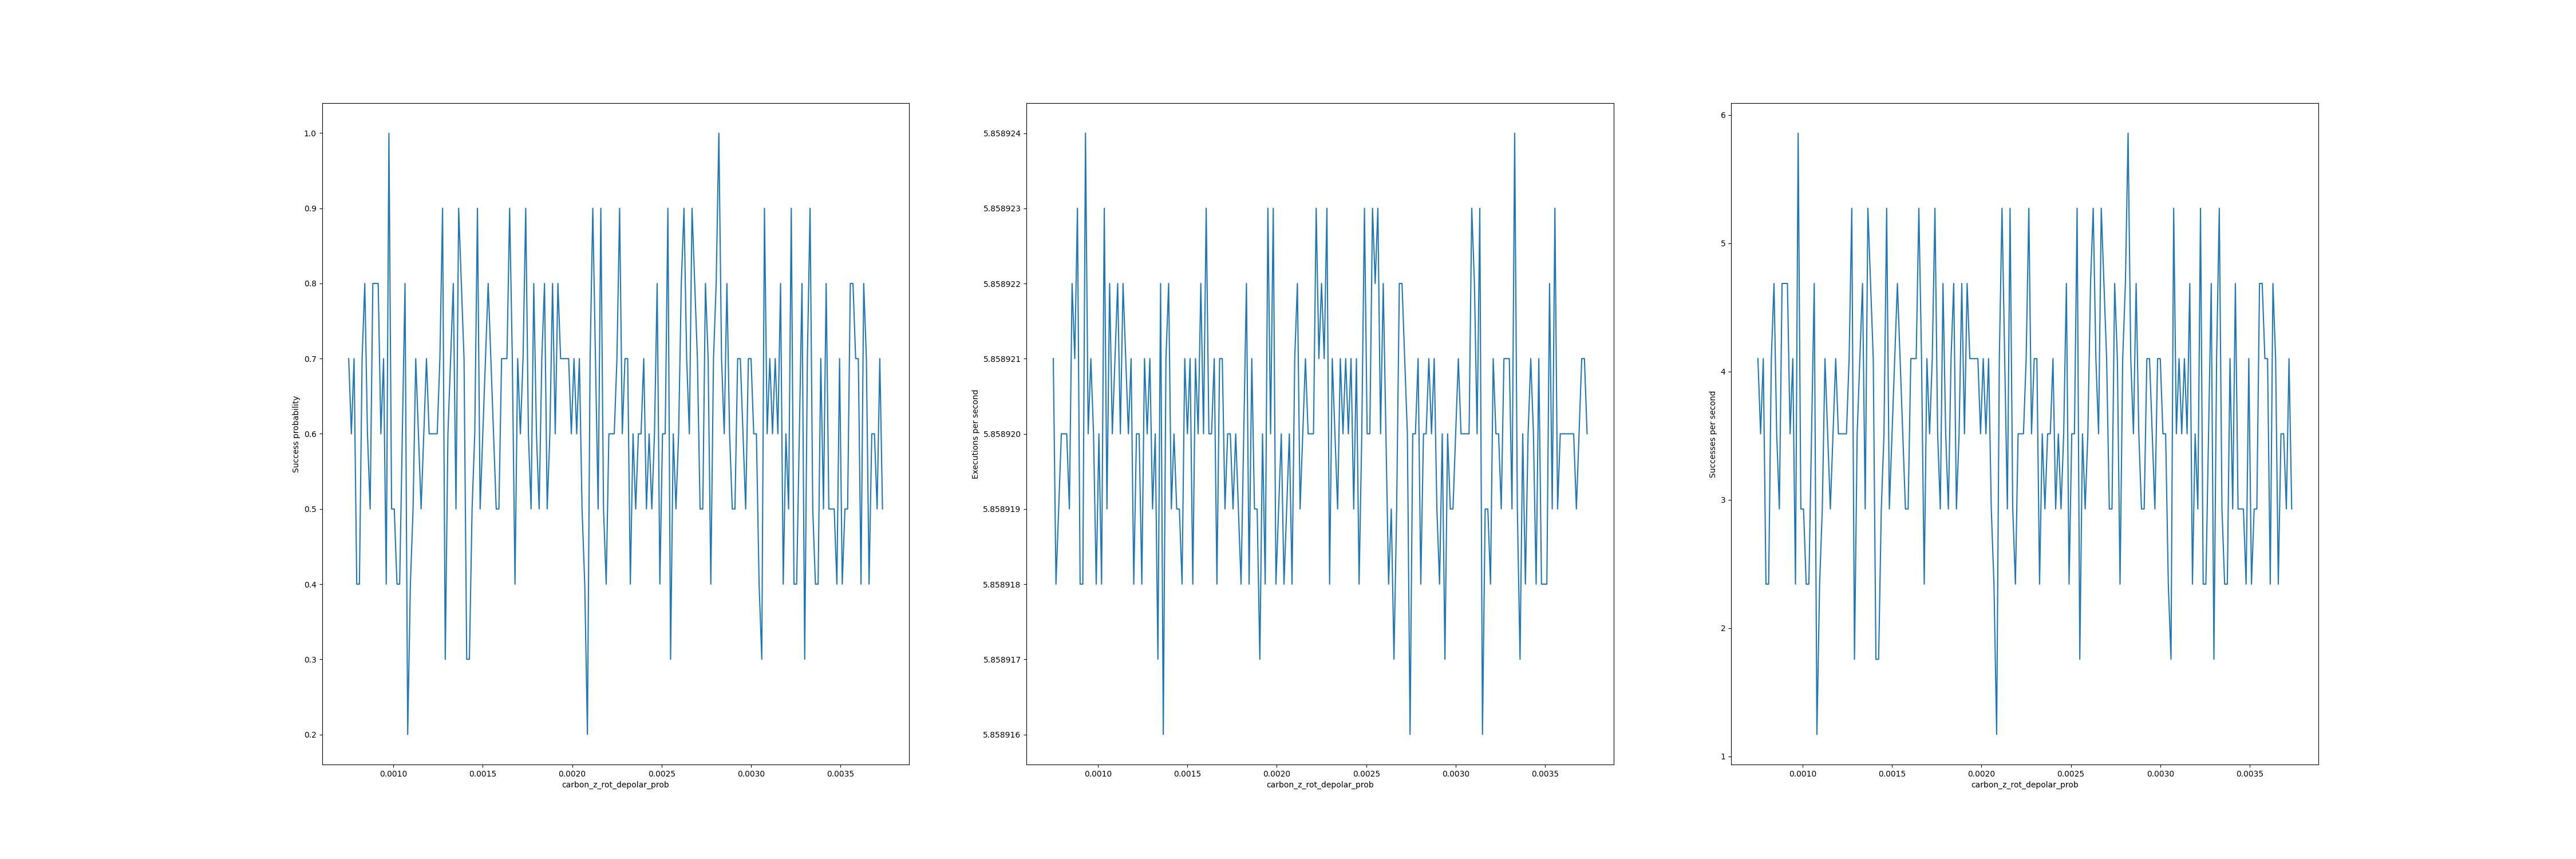 1.0
0.9
0.8
0.7
0.6
0.5
0.4
0.3
0.2
Success probability
0.0010 0.0015 0.0020 0.0025 0.0030 0.0035
carbon_z_rot_depolar_prob
5.858924
5.858923
5.858922
5.858921
5.858920
5.858919
5.858918
5.858917
5.858916
Executions per second
0.0010 0.0015 0.0020 0.0025 0.0030 0.0035
carbon_z_rot_depolar_prob
6
5
4
3
2
1
Successes per second
0.0010 0.0015 0.0020 0.0025 0.0030 0.0035
carbon_z_rot_depolar_prob